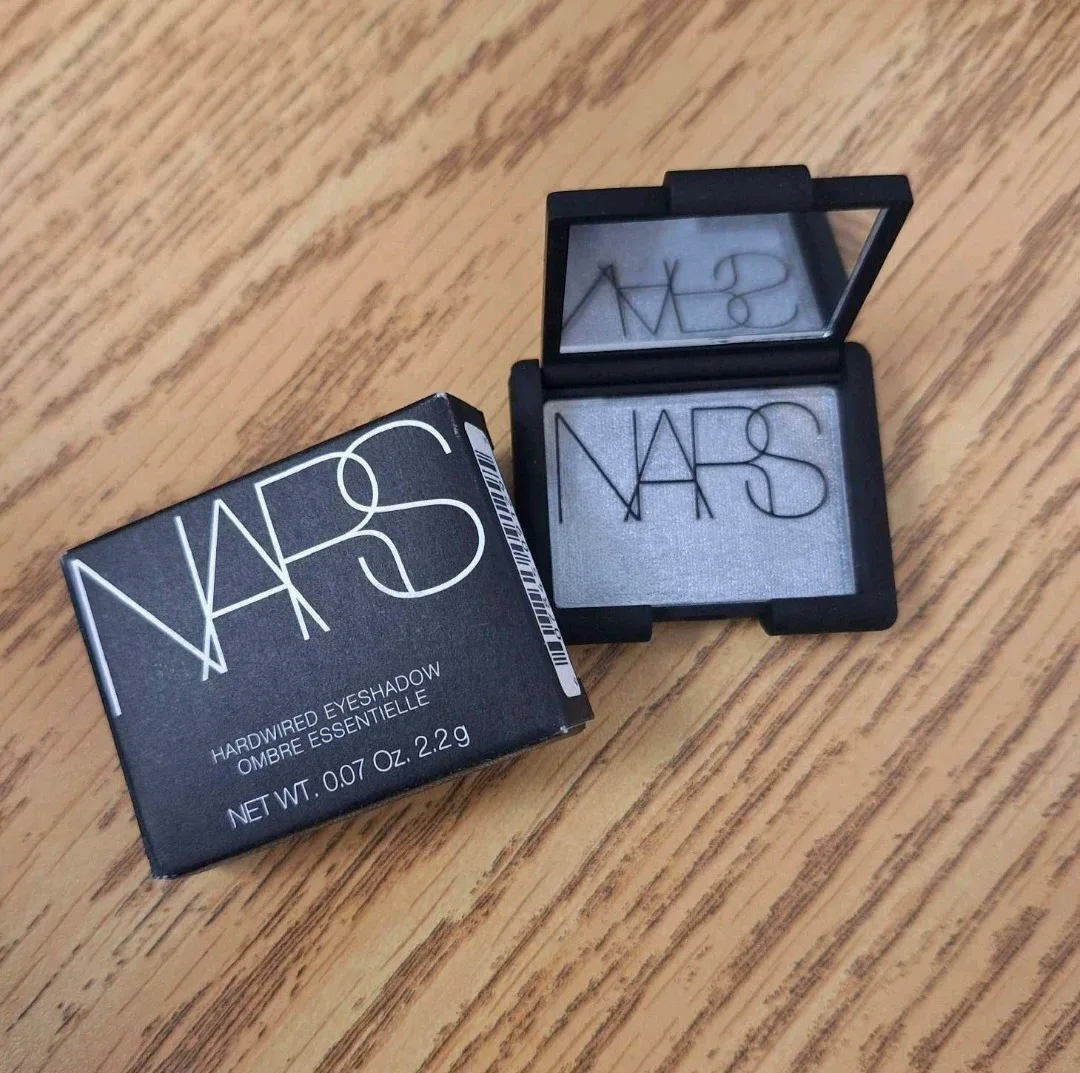 NARS
HARDWIRED EYESHADOW
OMBRE ESSENTIELLE
NET WT. 0.07 Oz. 2.2 g
NARS
NARS